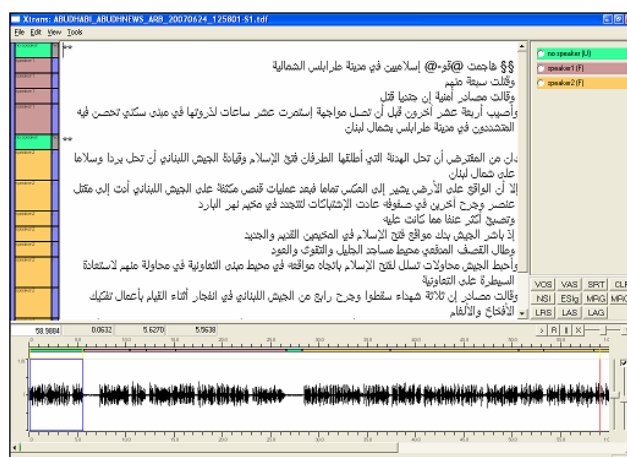 Xtrans: ABUDHABI_ABUDHNEWS_ARB_20070624_125801-S1.tdf
File Edit View Tools
**
§§ هاجمت @قو-@ إسلاميين في مدينة طرابلس الشمالية
وقتلت سبعة منهم
وقالت مصادر أمنية إن جنديا قتل
وأصيب أربعة عشر آخرون قبل أن تصل مواجهة إستمرت عشر ساعات لذروتها في مبنى سكني تحصن فيه
المتشددون في مدينة طرابلس بشمال لبنان
**
كان من المفترض أن تحل الهدنة التي أطلقها الطرفان فتح الإسلام وقيادة الجيش اللبناني أن تحل بردا وسلاما
على شمال لبنان
إلا أن الواقع على الأرض يشير إلى العكس تماما فبعد عمليات قنص مكثفة على الجيش اللبناني أدت إلى مقتل
عنصر وجرح آخرين في صفوفه عادت الإشتباكات لتتجدد في مخيم نهر البارد
وتصبح أكثر عنفا مما كانت عليه
إذ باشر الجيش بدك مواقع فتح الإسلام في المخيمين القديم والجديد
وطال القصف المدفعي محيط مساجد الجليل والتقوى والعود
وأحبط الجيش محاولات تسلل لفتح الإسلام باتجاه مواقعه في محيط مبنى التعاونية في محاولة منهم لاستعادة
السيطرة على التعاونية
وقالت مصادر إن ثلاثة شهداء سقطوا وجرح رابع من الجيش اللبناني في انفجار أثناء القيام بأعمال تفكيك
الأفخاخ والألغام
no speaker (U)
speaker1 (F)
speaker2 (F)
VOS VAS SRT CLR
NSI ESig MRG MRG
LRS LAS LAG
58.9884 0.0632 5.6270 5.5638
> R || X